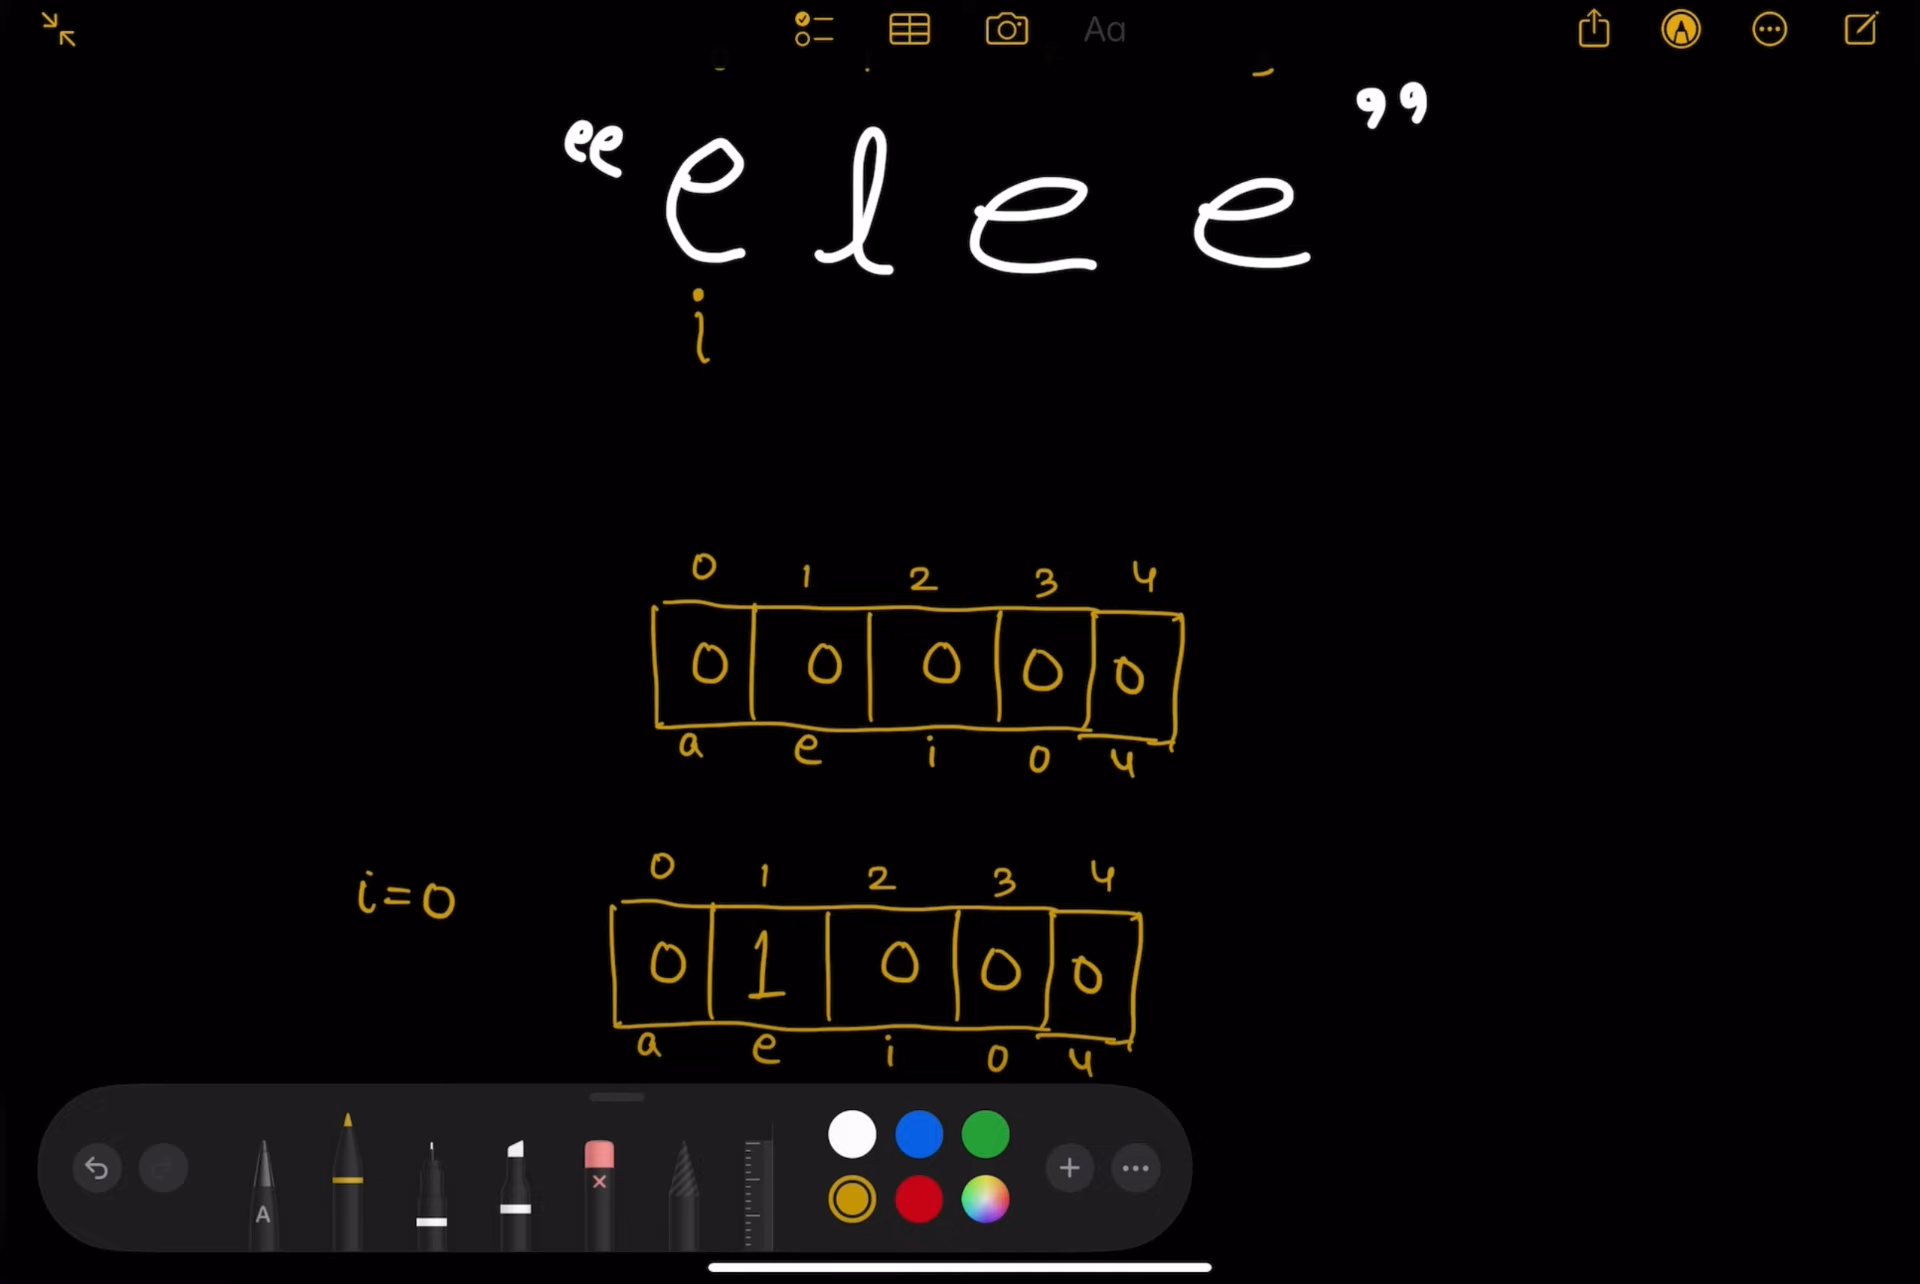 Aa
“e l e e”
i
0 1 2 3 4
0 0 0 0 0
a e i o u
i=0
0 1 2 3 4
0 1 0 0 0
a e i o u
A